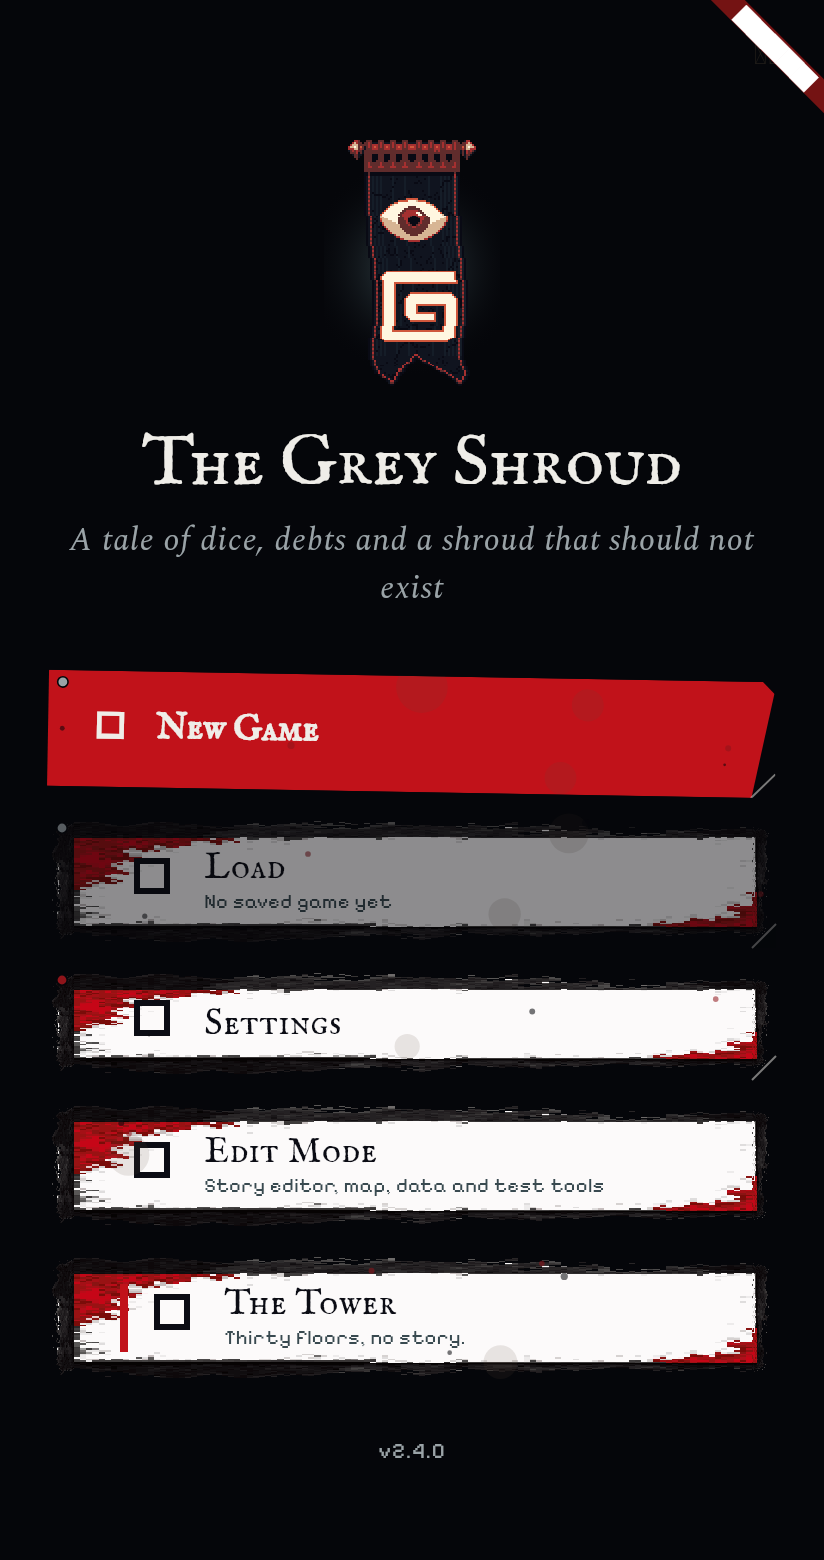 The Grey Shroud
A tale of dice, debts and a shroud that should not
exist
New Game
Load
No saved game yet
Settings
Edit Mode
Story editor, map, data and test tools
The Tower
Thirty floors, no story.
v2.4.0